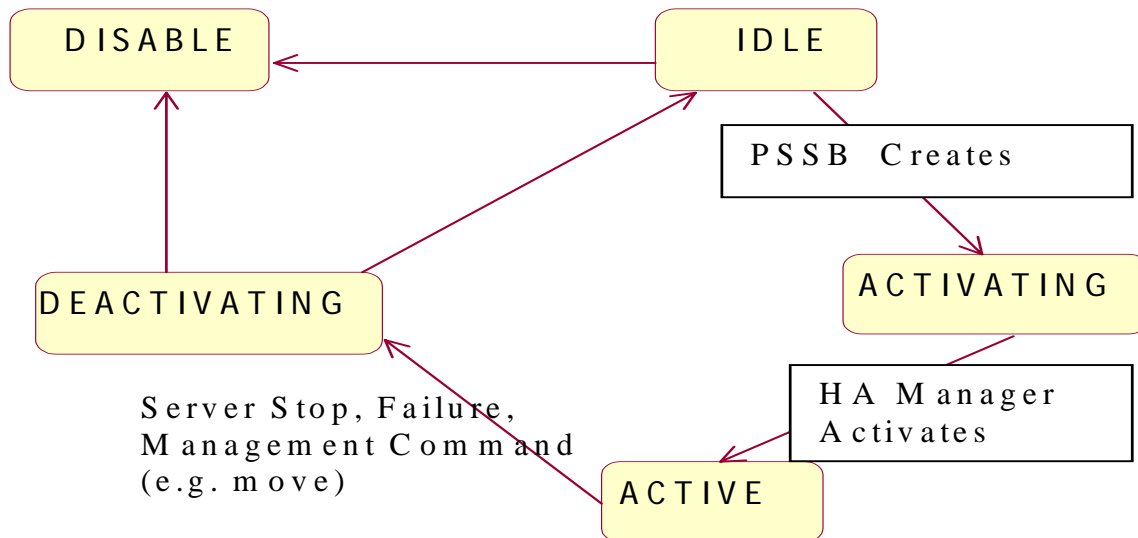 DISABLE
IDLE
PSSB Creates
DEACTIVATING
ACTIVATING
HA Manager
Activates
Server Stop, Failure,
Management Command
(e.g. move)
ACTIVE